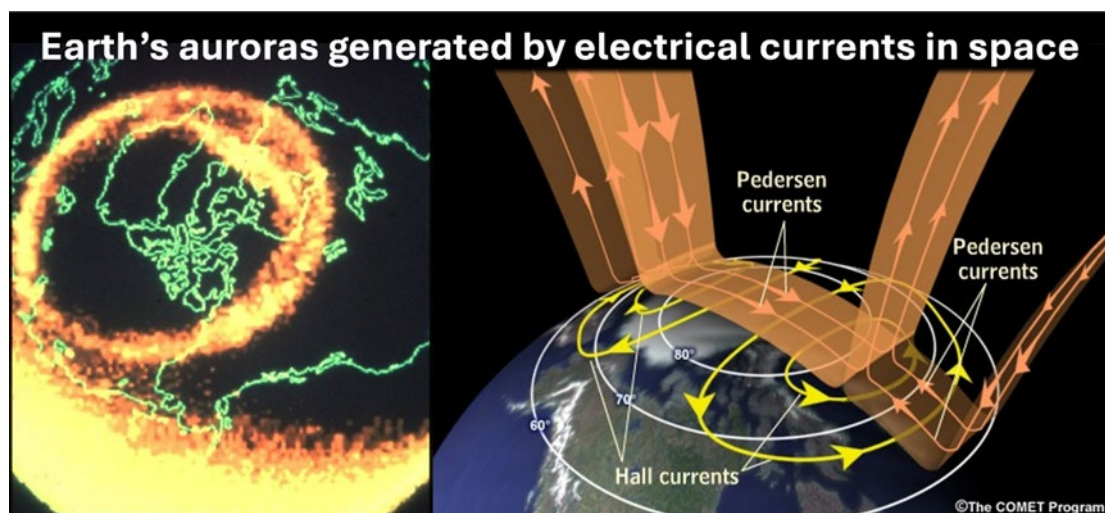 Earth's auroras generated by electrical currents in space
Pedersen
currents
Pedersen
currents
80°
70°
60°
Hall currents
©The COMET Program